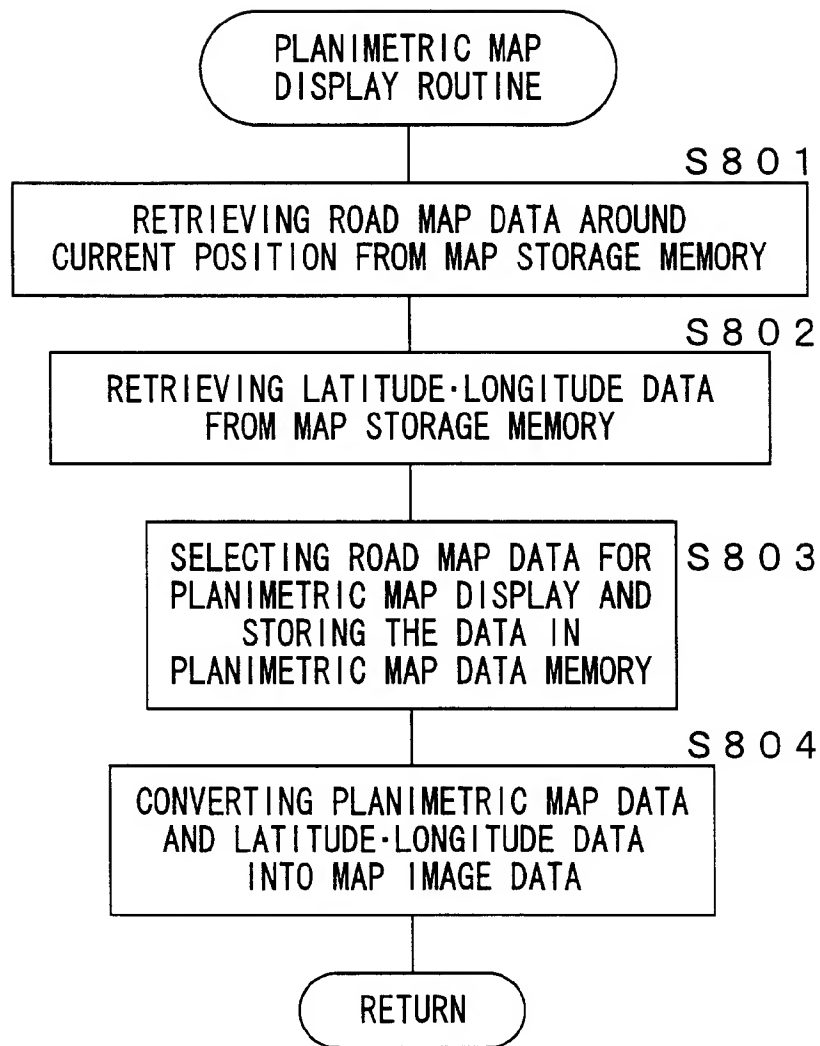 PLANIMETRIC MAP
DISPLAY ROUTINE
S801
RETRIEVING ROAD MAP DATA AROUND
CURRENT POSITION FROM MAP STORAGE MEMORY
S802
RETRIEVING LATITUDE·LONGITUDE DATA
FROM MAP STORAGE MEMORY
S803
SELECTING ROAD MAP DATA FOR
PLANIMETRIC MAP DISPLAY AND
STORING THE DATA IN
PLANIMETRIC MAP DATA MEMORY
S804
CONVERTING PLANIMETRIC MAP DATA
AND LATITUDE·LONGITUDE DATA
INTO MAP IMAGE DATA
RETURN